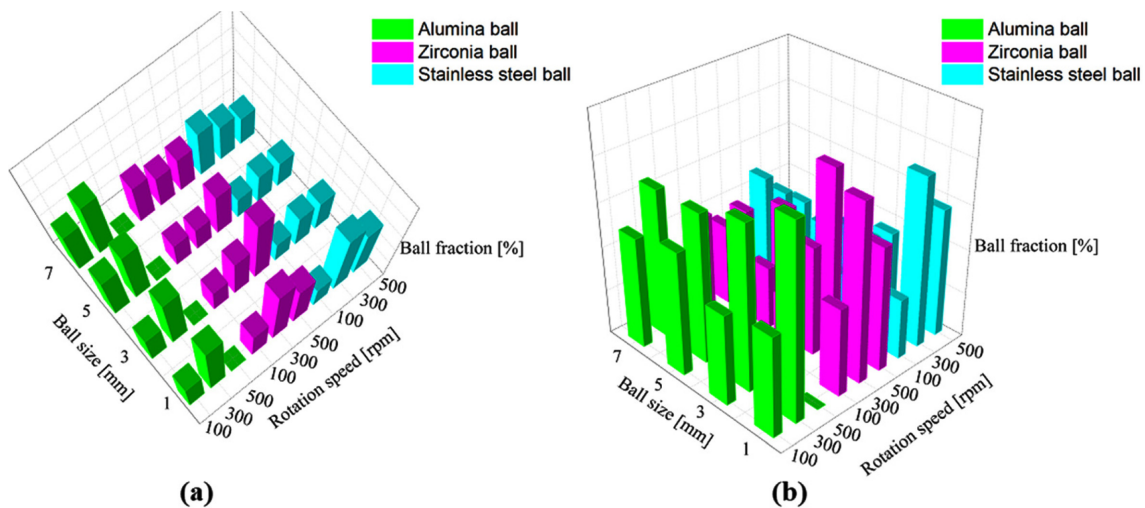 Alumina ball
Zirconia ball
Stainless steel ball
Ball fraction [%]
7
5
3
1
Ball size [mm]
100
300
500
100
300
500
100
300
500
Rotation speed [rpm]
(a)
Alumina ball
Zirconia ball
Stainless steel ball
Ball fraction [%]
7
5
3
1
Ball size [mm]
100
300
500
100
300
500
100
300
500
Rotation speed [rpm]
(b)